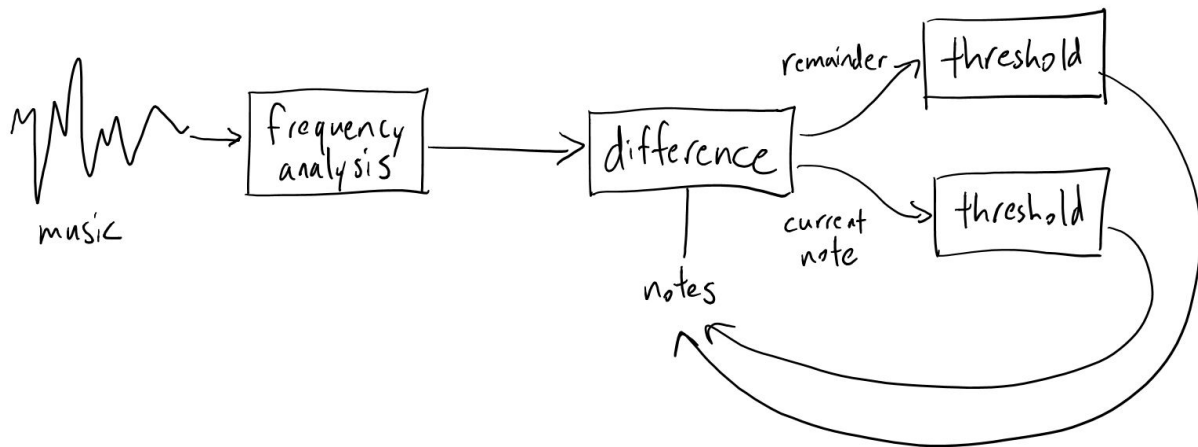 music
frequency
analysis
difference
notes
remainder
threshold
current
note
threshold